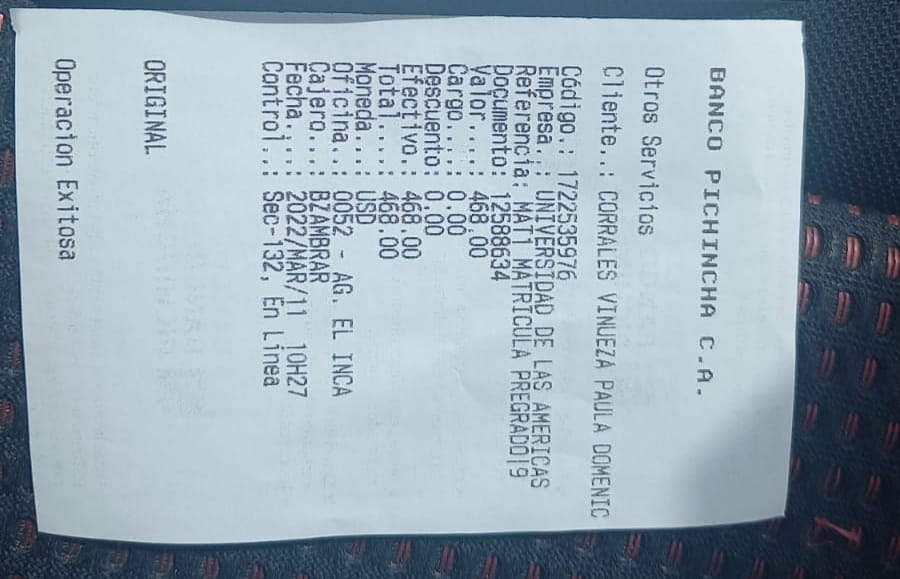 BANCO PICHINCHA C.A.
Otros Servicios
Cliente..: CORRALES VINUEZA PAULA DOMENIC
Código.: 1722535976
Empresa.: UNIVERSIDAD DE LAS AMERICAS
Referencia: MAT1 MATRICULA PREGRADO|9
Documento: 12588634
Valor....: 468.00
Cargo....: 0.00
Descuento: 0.00
Efectivo.: 468.00
Total....: 468.00
Moneda...: USD
Oficina..: 0052 - AG. EL INCA
Cajero...: BZAMBRAR
Fecha....: 2022/MAR/11 10H27
Control..: Sec-132, En Linea
ORIGINAL
Operacion Exitosa